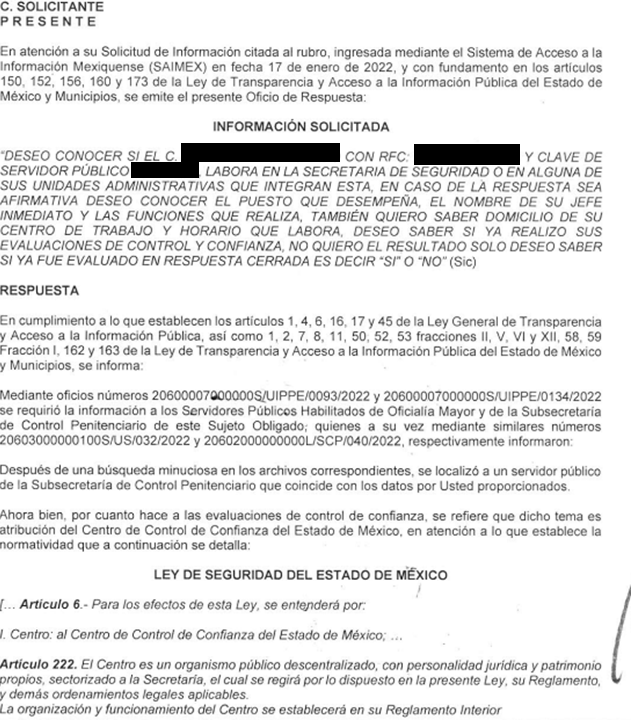 C. SOLICITANTE
P R E S E N T E
En atención a su Solicitud de Información citada al rubro, ingresada mediante el Sistema de Acceso a la
Información Mexiquense (SAIMEX) en fecha 17 de enero de 2022, y con fundamento en los artículos
150, 152, 156, 160 y 173 de la Ley de Transparencia y Acceso a la Información Pública del Estado de
México y Municipios, se emite el presente Oficio de Respuesta:
INFORMACIÓN SOLICITADA
"DESEO CONOCER SI EL C. CON RFC: Y CLAVE DE
SERVIDOR PÚBLICO , LABORA EN LA SECRETARIA DE SEGURIDAD O EN ALGUNA DE
SUS UNIDADES ADMINISTRATIVAS QUE INTEGRAN ESTA, EN CASO DE LA RESPUESTA SEA
AFIRMATIVA DESEO CONOCER EL PUESTO QUE DESEMPEÑA, EL NOMBRE DE SU JEFE
INMEDIATO Y LAS FUNCIONES QUE REALIZA, TAMBIÉN QUIERO SABER DOMICILIO DE SU
CENTRO DE TRABAJO Y HORARIO QUE LABORA, DESEO SABER SI YA REALIZO SUS
EVALUACIONES DE CONTROL Y CONFIANZA, NO QUIERO EL RESULTADO SOLO DESEO SABER
SI YA FUE EVALUADO EN RESPUESTA CERRADA ES DECIR "SI" O "NO" (Sic)
RESPUESTA
En cumplimiento a lo que establecen los artículos 1, 4, 6, 16, 17 y 45 de la Ley General de Transparencia
y Acceso a la Información Pública, así como 1, 2, 7, 8, 11, 50, 52, 53 fracciones II, V, VI y XII, 58, 59
Fracción I, 162 y 163 de la Ley de Transparencia y Acceso a la Información Pública del Estado de México
y Municipios, se informa:
Mediante oficios números 20600007000000S/UIPPE/0093/2022 y 20600007000000S/UIPPE/0134/2022
se requirió la información a los Servidores Públicos Habilitados de Oficialía Mayor y de la Subsecretaría
de Control Penitenciario de este Sujeto Obligado, quienes a su vez mediante similares números
20603000000100S/US/032/2022 y 20602000000000L/SCP/040/2022, respectivamente informaron:
Después de una búsqueda minuciosa en los archivos correspondientes, se localizó a un servidor público
de la Subsecretaría de Control Penitenciario que coincide con los datos por Usted proporcionados.
Ahora bien, por cuanto hace a las evaluaciones de control de confianza, se refiere que dicho tema es
atribución del Centro de Control de Confianza del Estado de México, en atención a lo que establece la
normatividad que a continuación se detalla:
LEY DE SEGURIDAD DEL ESTADO DE MÉXICO
[... Artículo 6.- Para los efectos de esta Ley, se entenderá por:
I. Centro: al Centro de Control de Confianza del Estado de México; ...
Artículo 222. El Centro es un organismo público descentralizado, con personalidad jurídica y patrimonio
propios, sectorizado a la Secretaría, el cual se regirá por lo dispuesto en la presente Ley, su Reglamento,
y demás ordenamientos legales aplicables.
La organización y funcionamiento del Centro se establecerá en su Reglamento Interior